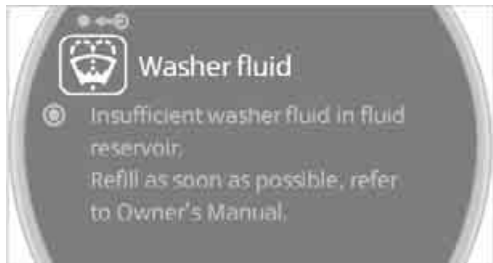 Washer fluid
Insufficient washer fluid in fluid
reservoir.
Refill as soon as possible, refer
to Owner's Manual.